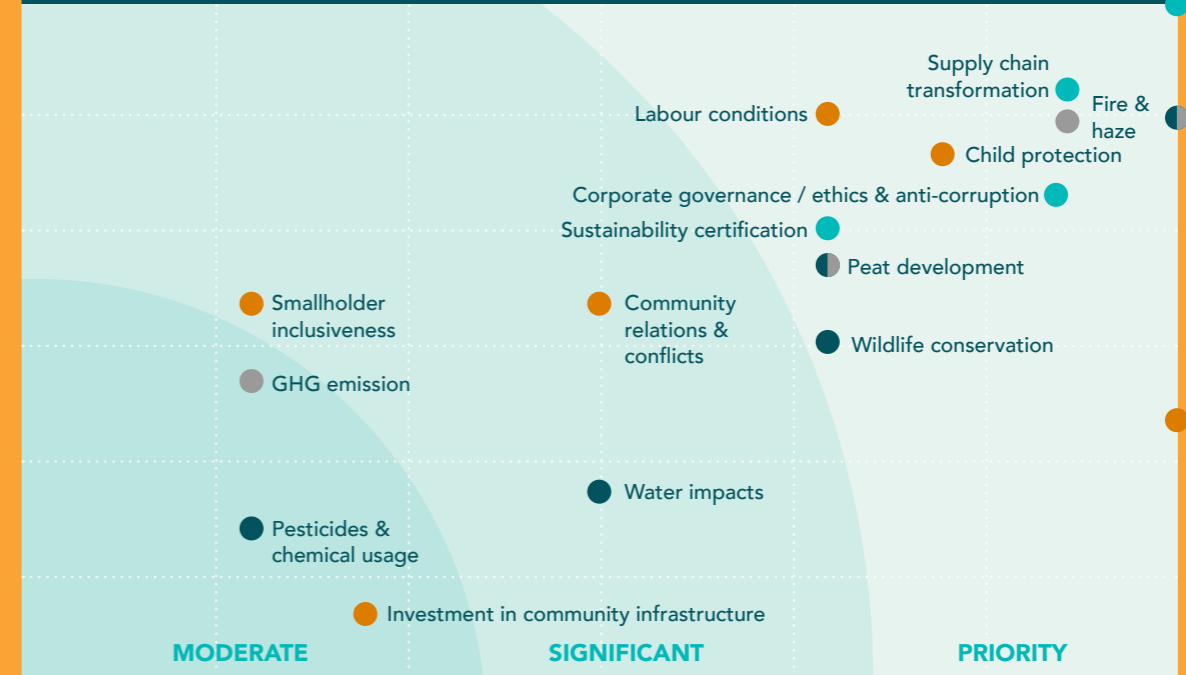 Supply chain
transformation
Fire &
haze
Labour conditions
Child protection
Corporate governance / ethics & anti-corruption
Sustainability certification
Peat development
Smallholder
inclusiveness
Community
relations &
conflicts
Wildlife conservation
GHG emission
Water impacts
Pesticides &
chemical usage
Investment in community infrastructure
MODERATE
SIGNIFICANT
PRIORITY